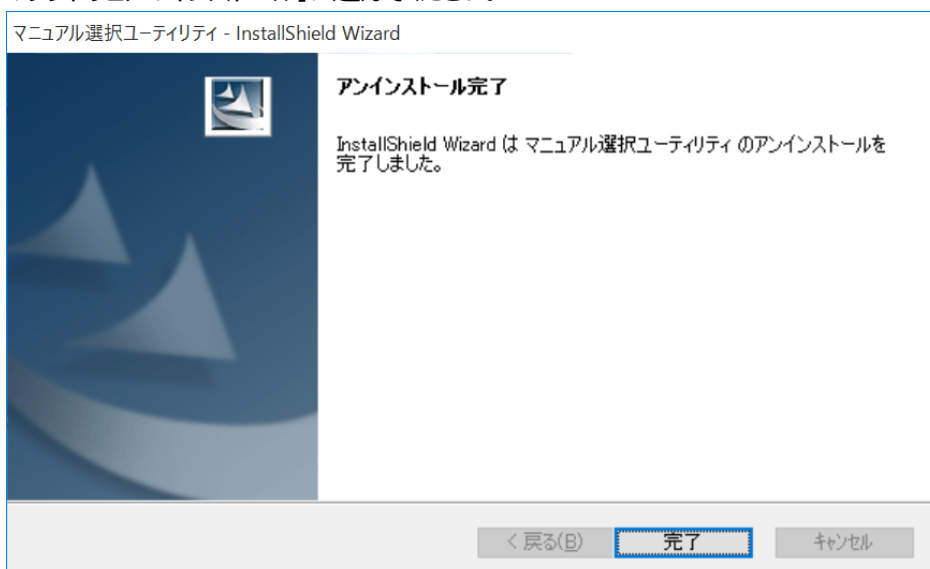 マニュアル選択ユーティリティ - InstallShield Wizard
アンインストール完了
InstallShield Wizard は マニュアル選択ユーティリティ のアンインストールを
完了しました。
< 戻る(B)
完了
キャンセル